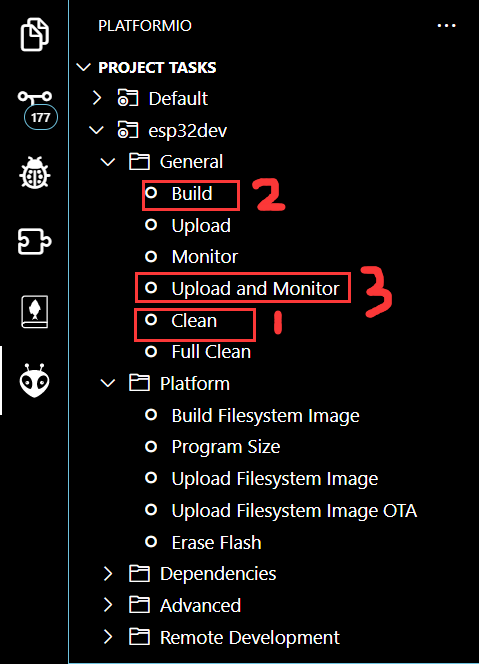 PLATFORMIO
PROJECT TASKS
Default
177
esp32dev
General
Build 2
Upload
Monitor
Upload and Monitor 3
Clean 1
Full Clean
Platform
Build Filesystem Image
Program Size
Upload Filesystem Image
Upload Filesystem Image OTA
Erase Flash
Dependencies
Advanced
Remote Development